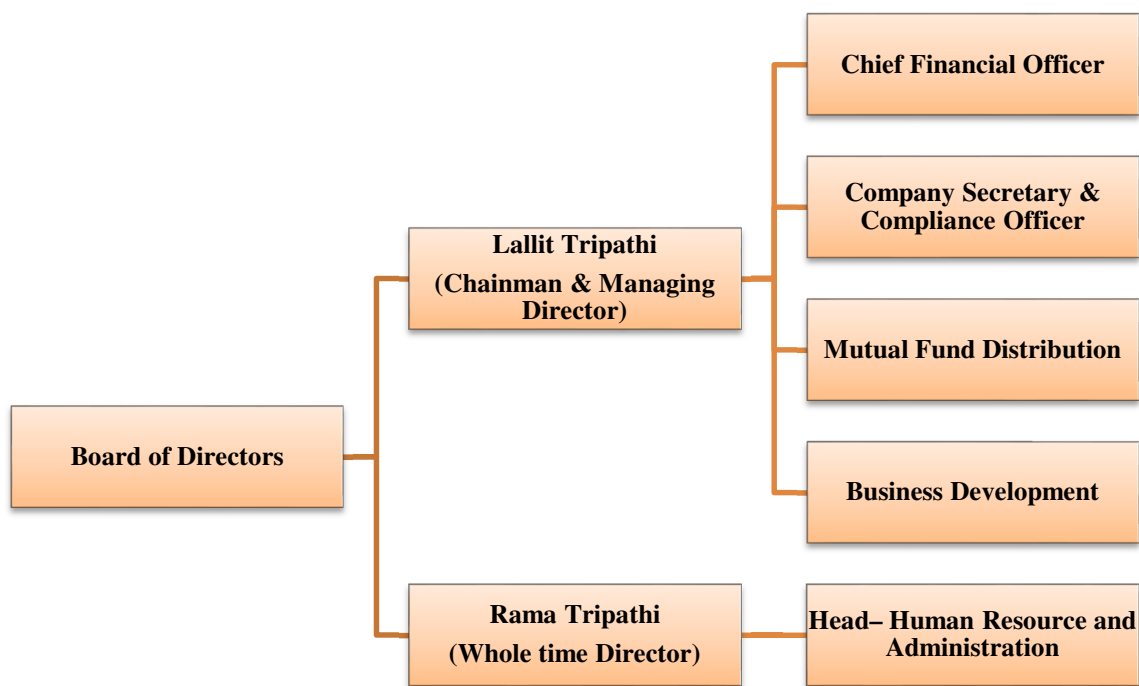 Chief Financial Officer
Company Secretary &
Compliance Officer
Lallit Tripathi
(Chainman & Managing
Director)
Mutual Fund Distribution
Board of Directors
Business Development
Rama Tripathi
(Whole time Director)
Head– Human Resource and
Administration